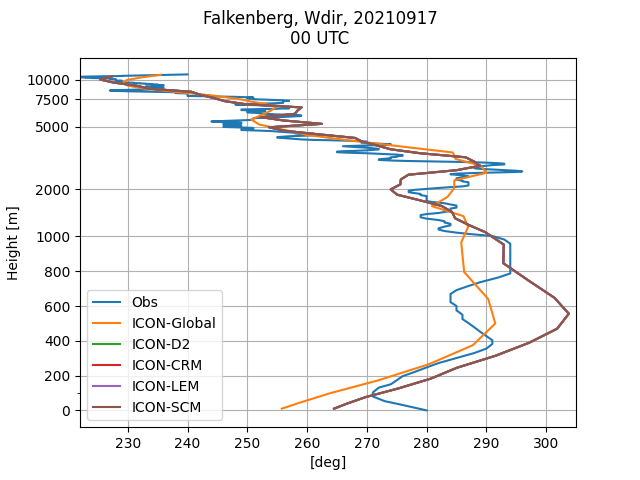 Falkenberg, Wdir, 20210917
00 UTC
10000
7500
5000
2000
1000
800
600
400
200
0
Height [m]
Obs
ICON-Global
ICON-D2
ICON-CRM
ICON-LEM
ICON-SCM
230 240 250 260 270 280 290 300
[deg]